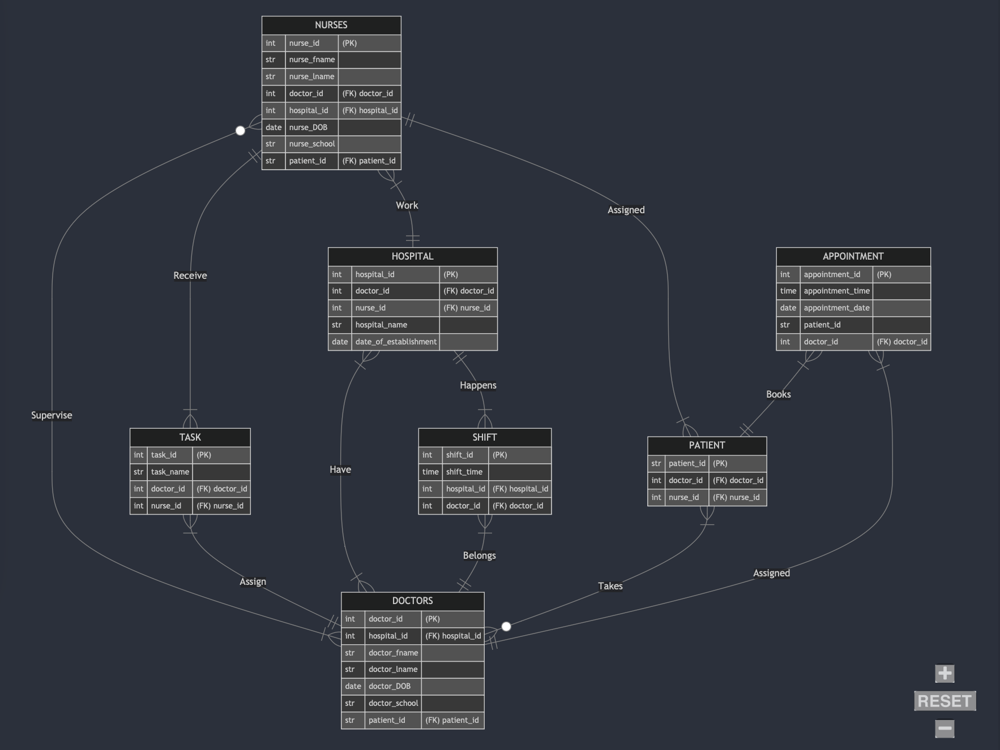 NURSES
int nurse_id (PK)
str nurse_fname
str nurse_lname
int doctor_id (FK) doctor_id
int hospital_id (FK) hospital_id
date nurse_DOB
str nurse_school
str patient_id (FK) patient_id
Work
Assigned
HOSPITAL
int hospital_id (PK)
int doctor_id (FK) doctor_id
int nurse_id (FK) nurse_id
str hospital_name
date date_of_establishment
APPOINTMENT
int appointment_id (PK)
time appointment_time
date appointment_date
str patient_id
int doctor_id (FK) doctor_id
Receive
Happens
Books
Supervise
TASK
int task_id (PK)
str task_name
int doctor_id (FK) doctor_id
int nurse_id (FK) nurse_id
Have
SHIFT
int shift_id (PK)
time shift_time
int hospital_id (FK) hospital_id
int doctor_id (FK) doctor_id
PATIENT
str patient_id (PK)
int doctor_id (FK) doctor_id
int nurse_id (FK) nurse_id
Belongs
Assigned
Assign
Takes
DOCTORS
int doctor_id (PK)
int hospital_id (FK) hospital_id
str doctor_fname
str doctor_lname
date doctor_DOB
str doctor_school
str patient_id (FK) patient_id
RESET